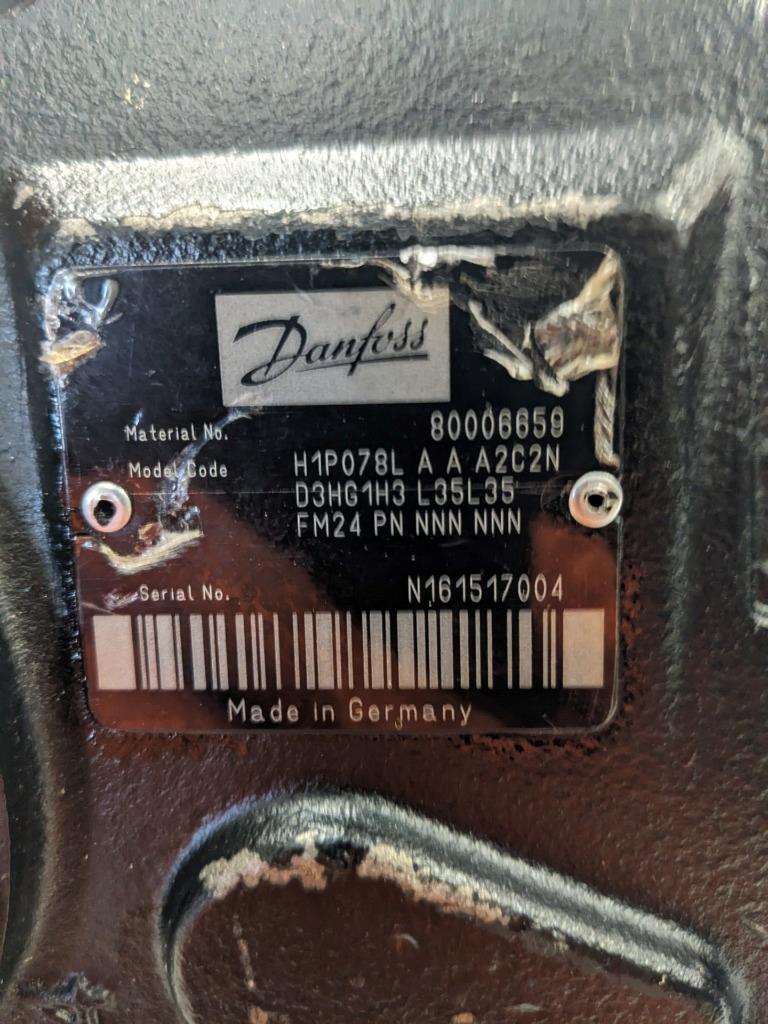 Danfoss
Material No. 80006659
Model Code H1P078L A A A2C2N
D3HG1H3 L35L35
FM24 PN NNN NNN
Serial No. N161517004
Made in Germany